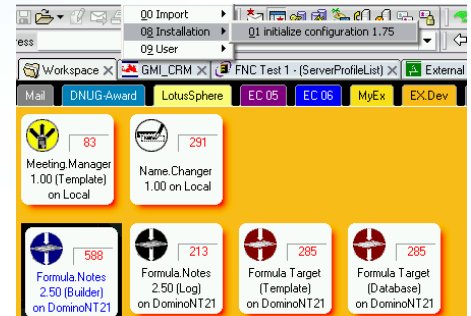 00 Import
08 Installation
01 initialize configuration 1.75
09 User
ress
Workspace
GMI_CRM
FNC Test 1 - (ServerProfileList)
External
Mail
DNUG-Award
LotusSphere
EC 05
EC 06
MyEx
EX.Dev
83
Meeting.Manager
1.00 (Template)
on Local
291
Name.Changer
1.00 on Local
588
Formula.Notes
2.50 (Builder)
on DominoNT21
213
Formula.Notes
2.50 (Log)
on DominoNT21
285
Formula Target
(Template)
on DominoNT21
285
Formula Target
(Database)
on DominoNT21